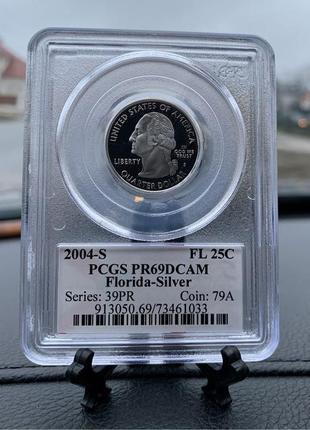 UNITED STATES OF AMERICA
LIBERTY
IN
GOD WE
TRUST
S
QUARTER DOLLAR
2004-S FL 25C
PCGS PR69DCAM
Florida-Silver
Series: 39PR Coin: 79A
913050.69/73461033